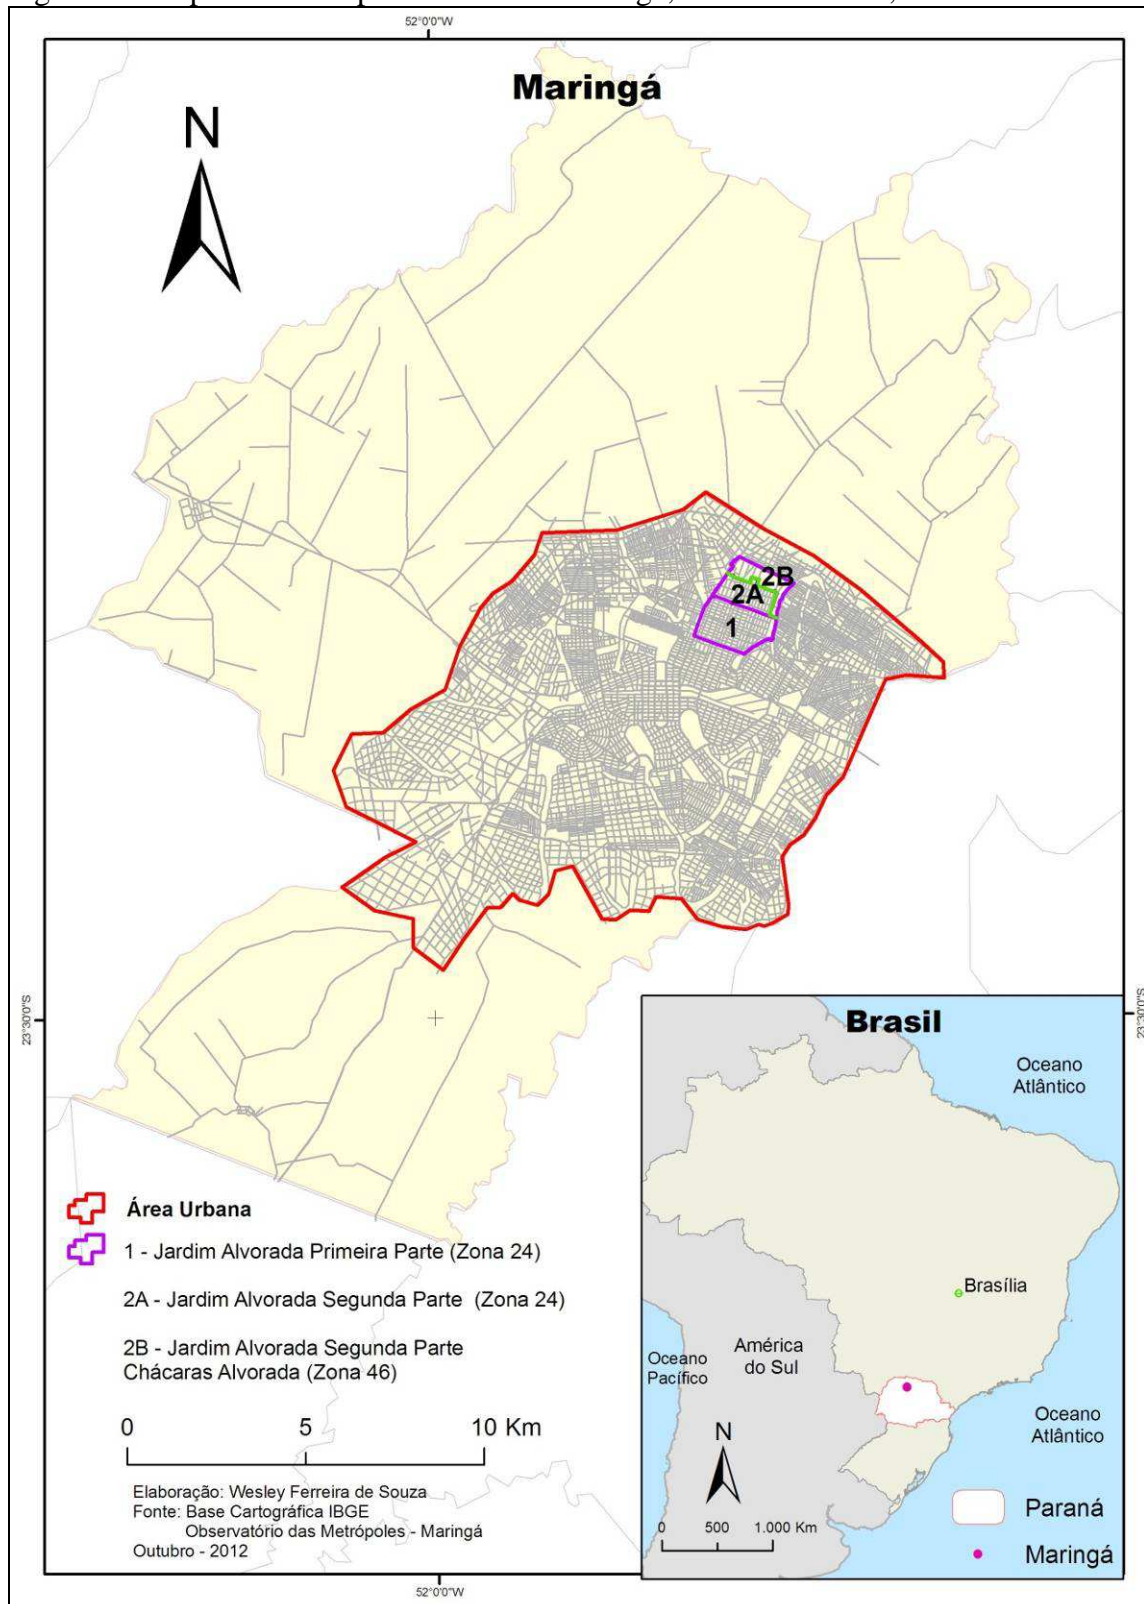 52°0'0"W
Maringá
N
2B
2A
1
23°30'0"S
23°30'0"S
Brasil
Oceano
Atlântico
Brasília
América
do Sul
Oceano
Pacífico
Oceano
Atlântico
N
0 500 1.000 Km
Paraná
Maringá
Área Urbana
1 - Jardim Alvorada Primeira Parte (Zona 24)
2A - Jardim Alvorada Segunda Parte (Zona 24)
2B - Jardim Alvorada Segunda Parte
Chácaras Alvorada (Zona 46)
0 5 10 Km
Elaboração: Wesley Ferreira de Souza
Fonte: Base Cartográfica IBGE
Observatório das Metrópoles - Maringá
Outubro - 2012
52°0'0"W